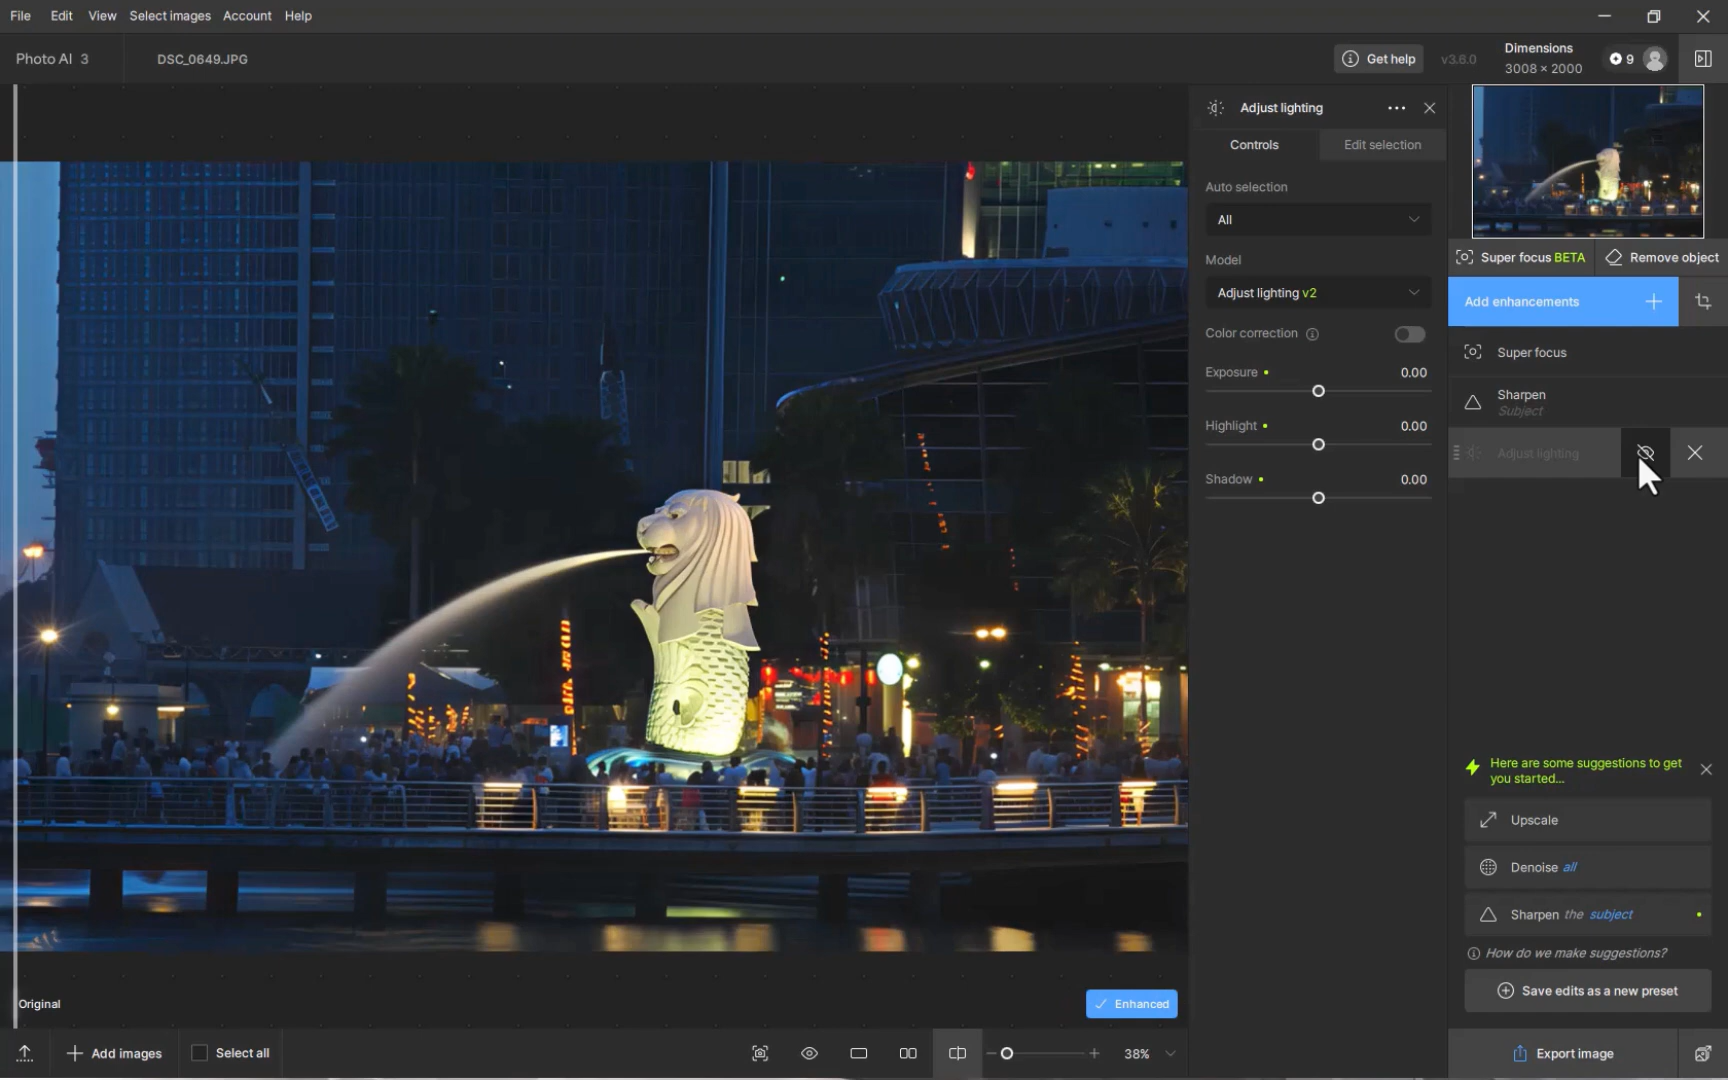 File Edit View Select images Account Help
Photo AI 3 DSC_0649.JPG Get help v3.6.0 Dimensions 9
3008 × 2000
Adjust lighting
Controls Edit selection
Auto selection
All
Model
Adjust lighting v2
Color correction
Exposure 0.00
Highlight 0.00
Shadow 0.00
Super focus BETA Remove object
Add enhancements
Super focus
Sharpen
Subject
Adjust lighting
Here are some suggestions to get
you started...
Upscale
Denoise all
Sharpen the subject
How do we make suggestions?
Save edits as a new preset
Original Enhanced
Add images Select all 38% Export image